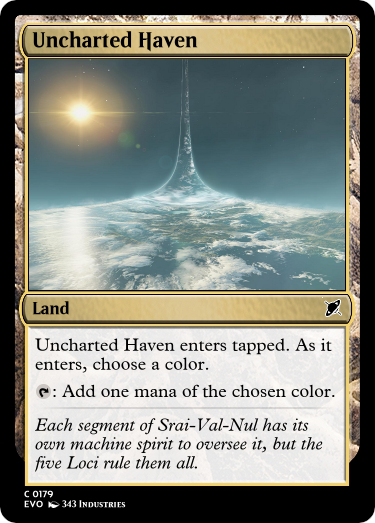 Uncharted Haven
Land
Uncharted Haven enters tapped. As it
enters, choose a color.
: Add one mana of the chosen color.
Each segment of Srai-Val-Nul has its
own machine spirit to oversee it, but the
five Loci rule them all.
C 0179
EVO 343 Industries